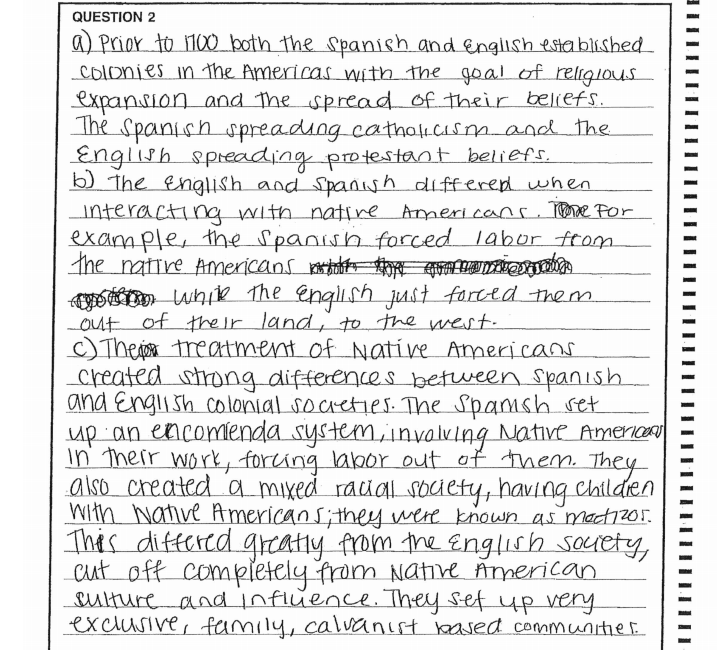 QUESTION 2
a) Prior to 1700 both the Spanish and English established
colonies in the Americas with the goal of religious
expansion and the spread of their beliefs.
The Spanish spreading catholicism and the
English spreading protestant beliefs.
b) The English and Spanish differed when
interacting with native Americans. For
example, the Spanish forced labor from
the native Americans
while the English just forced them
out of their land, to the west.
c) The treatment of Native Americans
created strong differences between Spanish
and English colonial societies. The Spanish set
up an encomienda system, involving Native Americans
in their work, forcing labor out of them. They
also created a mixed racial society, having children
with Native Americans; they were known as mestizos.
This differed greatly from the English society,
cut off completely from Native American
culture and influence. They set up very
exclusive, family, calvanist based communities.